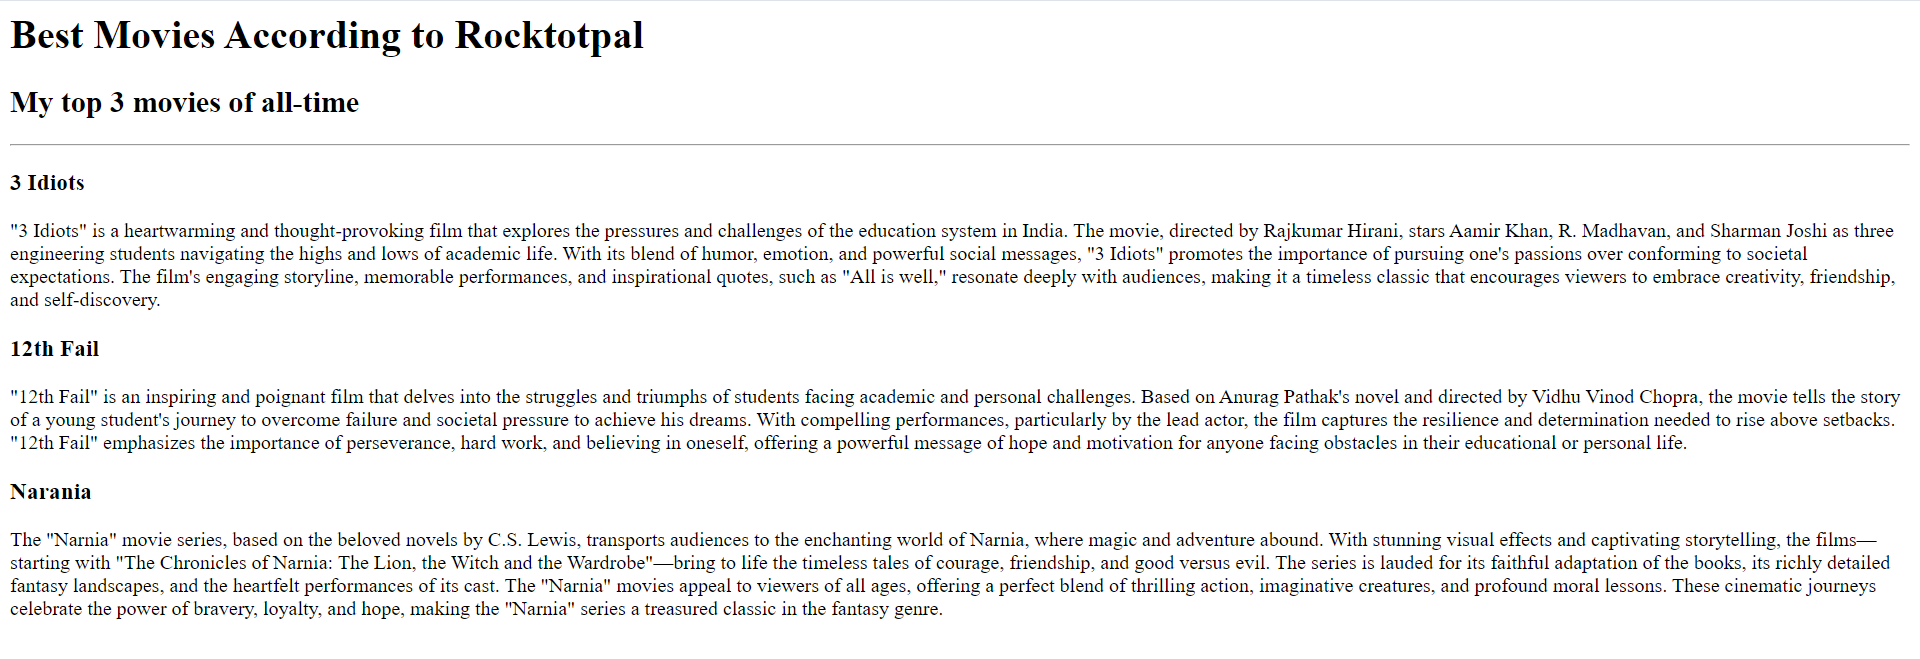 Best Movies According to Rocktotpal
My top 3 movies of all-time
3 Idiots
"3 Idiots" is a heartwarming and thought-provoking film that explores the pressures and challenges of the education system in India. The movie, directed by Rajkumar Hirani, stars Aamir Khan, R. Madhavan, and Sharman Joshi as three
engineering students navigating the highs and lows of academic life. With its blend of humor, emotion, and powerful social messages, "3 Idiots" promotes the importance of pursuing one's passions over conforming to societal
expectations. The film's engaging storyline, memorable performances, and inspirational quotes, such as "All is well," resonate deeply with audiences, making it a timeless classic that encourages viewers to embrace creativity, friendship,
and self-discovery.
12th Fail
"12th Fail" is an inspiring and poignant film that delves into the struggles and triumphs of students facing academic and personal challenges. Based on Anurag Pathak's novel and directed by Vidhu Vinod Chopra, the movie tells the story
of a young student's journey to overcome failure and societal pressure to achieve his dreams. With compelling performances, particularly by the lead actor, the film captures the resilience and determination needed to rise above setbacks.
"12th Fail" emphasizes the importance of perseverance, hard work, and believing in oneself, offering a powerful message of hope and motivation for anyone facing obstacles in their educational or personal life.
Narania
The "Narnia" movie series, based on the beloved novels by C.S. Lewis, transports audiences to the enchanting world of Narnia, where magic and adventure abound. With stunning visual effects and captivating storytelling, the films—
starting with "The Chronicles of Narnia: The Lion, the Witch and the Wardrobe"—bring to life the timeless tales of courage, friendship, and good versus evil. The series is lauded for its faithful adaptation of the books, its richly detailed
fantasy landscapes, and the heartfelt performances of its cast. The "Narnia" movies appeal to viewers of all ages, offering a perfect blend of thrilling action, imaginative creatures, and profound moral lessons. These cinematic journeys
celebrate the power of bravery, loyalty, and hope, making the "Narnia" series a treasured classic in the fantasy genre.